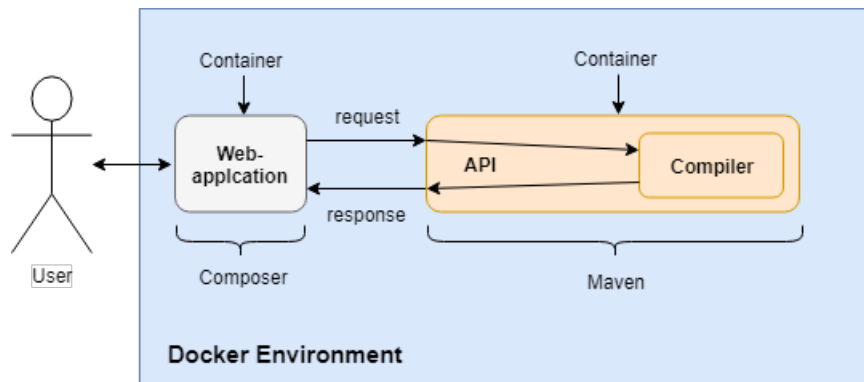 Container
Container
request
Web-
applcation
API
Compiler
response
User
Composer
Maven
Docker Environment